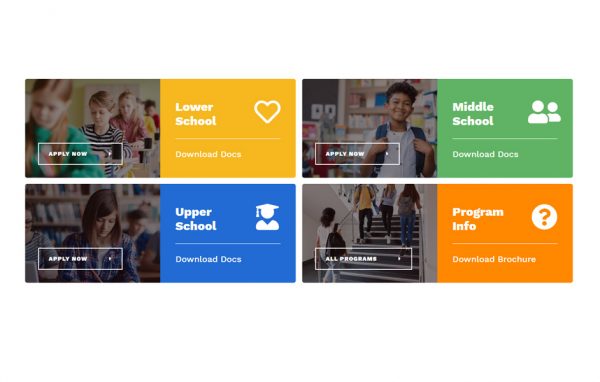 Lower
School
APPLY NOW
Download Docs
Middle
School
APPLY NOW
Download Docs
Upper
School
APPLY NOW
Download Docs
Program
Info
ALL PROGRAMS
Download Brochure